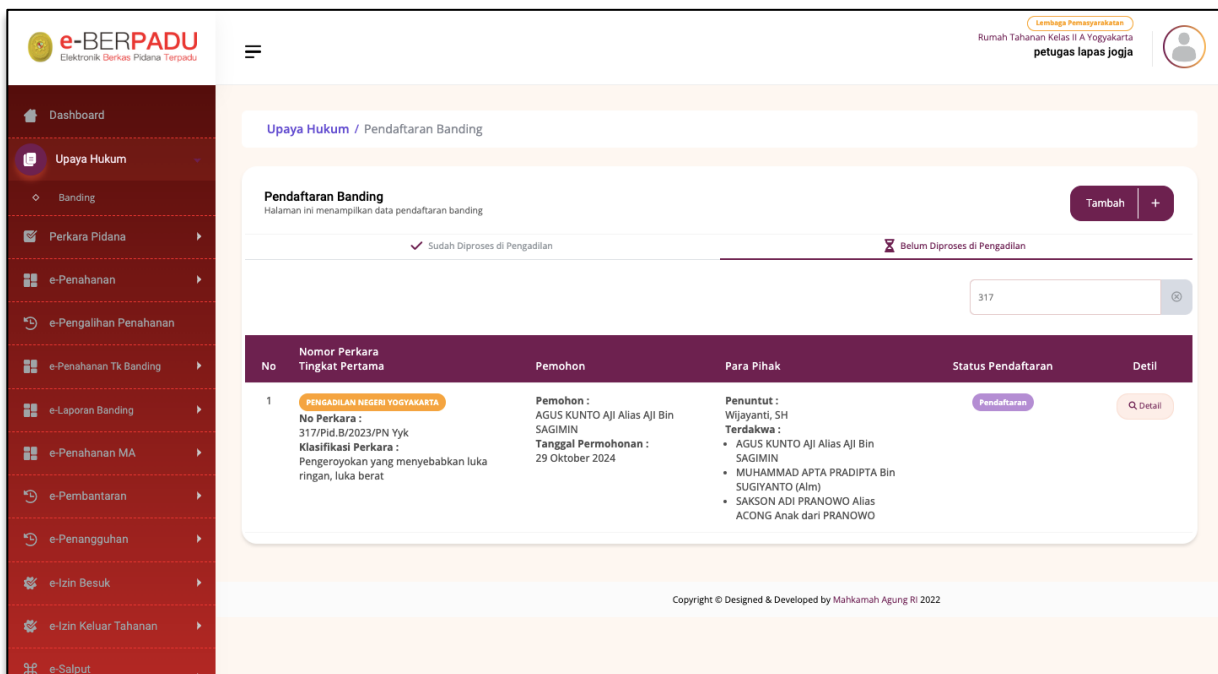 e-BERPADU
Elektronik Berkas Pidana Terpadu
Lembaga Pemasyarakatan
Rumah Tahanan Kelas II A Yogyakarta
petugas lapas jogja
Dashboard
Upaya Hukum
Banding
Perkara Pidana
e-Penahanan
e-Pengalihan Penahanan
e-Penahanan Tk Banding
e-Laporan Banding
e-Penahanan MA
e-Pembantaran
e-Penangguhan
e-Izin Besuk
e-Izin Keluar Tahanan
e-Salput
Upaya Hukum / Pendaftaran Banding
Pendaftaran Banding
Halaman ini menampilkan data pendaftaran banding
Tambah +
Sudah Diproses di Pengadilan
Belum Diproses di Pengadilan
317
No
Nomor Perkara
Tingkat Pertama
Pemohon
Para Pihak
Status Pendaftaran
Detil
1
PENGADILAN NEGERI YOGYAKARTA
No Perkara :
317/Pid.B/2023/PN Yyk
Klasifikasi Perkara :
Pengeroyokan yang menyebabkan luka
ringan, luka berat
Pemohon :
AGUS KUNTO AJI Alias AJI Bin
SAGIMIN
Tanggal Permohonan :
29 Oktober 2024
Penuntut :
Wijayanti, SH
Terdakwa :
• AGUS KUNTO AJI Alias AJI Bin
SAGIMIN
• MUHAMMAD APTA PRADIPTA Bin
SUGIYANTO (Alm)
• SAKSON ADI PRANOWO Alias
ACONG Anak dari PRANOWO
Pendaftaran
Detail
Copyright © Designed & Developed by Mahkamah Agung RI 2022